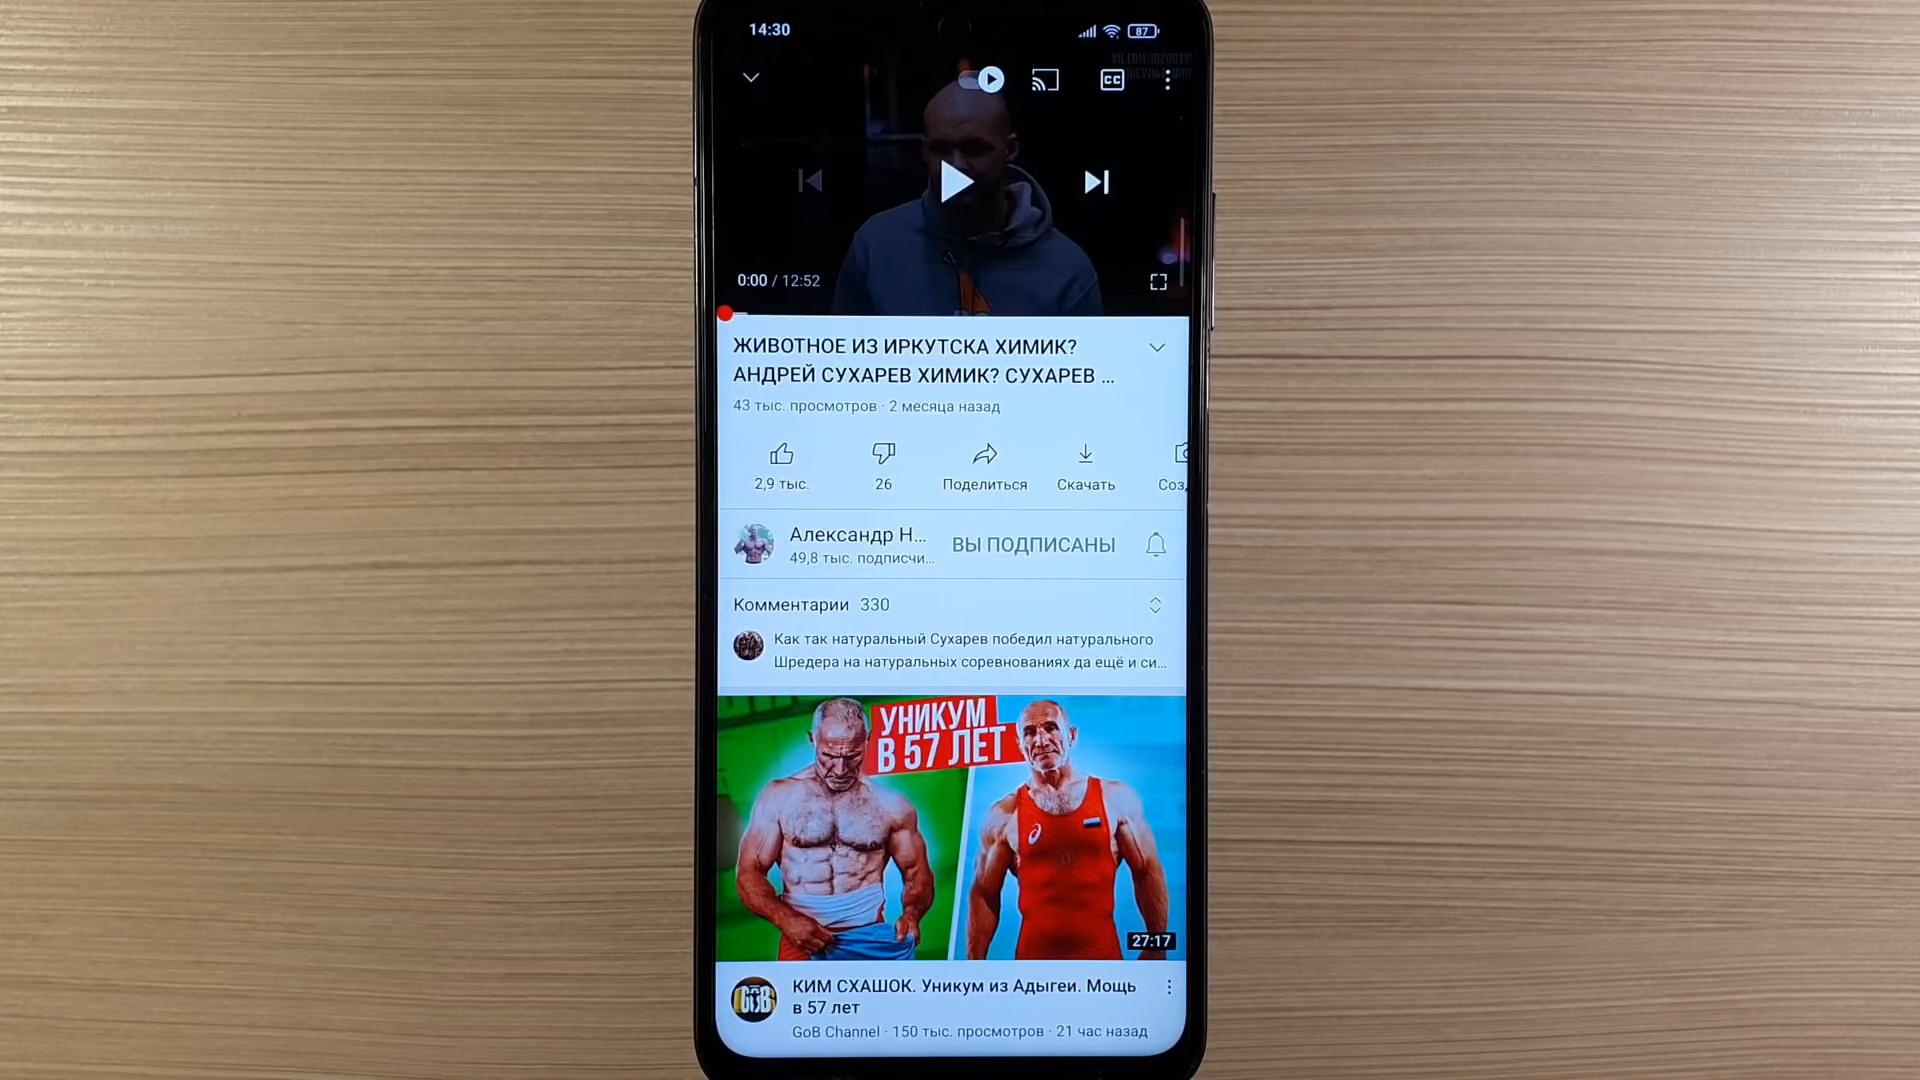 14:30
87
CC
0:00 / 12:52
ЖИВОТНОЕ ИЗ ИРКУТСКА ХИМИК?
АНДРЕЙ СУХАРЕВ ХИМИК? СУХАРЕВ ...
43 тыс. просмотров · 2 месяца назад
2,9 тыс.
26
Поделиться
Скачать
Соз
Александр Н...
49,8 тыс. подписчи...
ВЫ ПОДПИСАНЫ
Комментарии 330
Как так натуральный Сухарев победил натурального
Шредера на натуральных соревнованиях да ещё и си...
УНИКУМ
В 57 ЛЕТ
27:17
GOB
КИМ СХАШОК. Уникум из Адыгеи. Мощь
в 57 лет
GoB Channel · 150 тыс. просмотров · 21 час назад